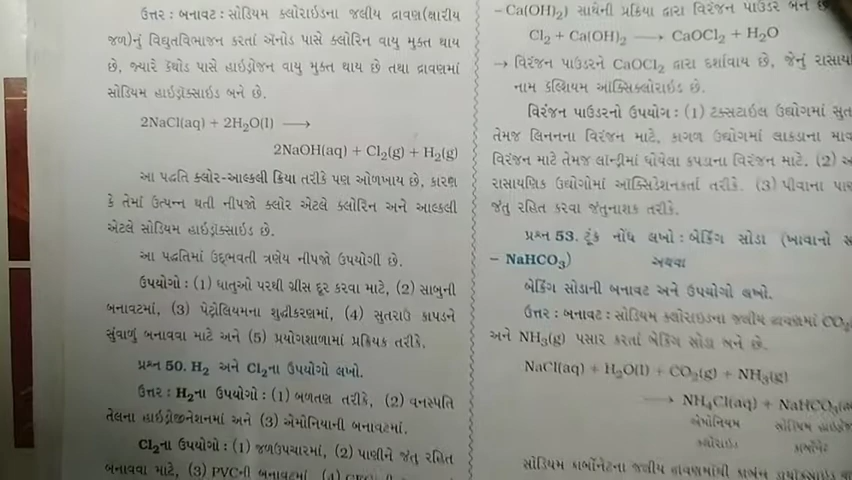 ઉત્તર : બનાવટ : સોડિયમ ક્લોરાઇડના જલીય દ્રાવણ(ક્ષારીય
જળ)નું વિદ્યુતવિભાજન કરતાં ઍનોડ પાસે ક્લોરિન વાયુ મુક્ત થાય
છે, જ્યારે કૅથોડ પાસે હાઇડ્રોજન વાયુ મુક્ત થાય છે તથા દ્રાવણમાં
સોડિયમ હાઇડ્રૉક્સાઇડ બને છે.
2NaCl(aq) + 2H₂O(l) ⟶
2NaOH(aq) + Cl₂(g) + H₂(g)
આ પદ્ધતિ ક્લોર-આલ્કલી ક્રિયા તરીકે પણ ઓળખાય છે, કારણ
કે તેમાં ઉત્પન્ન થતી નીપજો ક્લોર એટલે ક્લોરિન અને આલ્કલી
એટલે સોડિયમ હાઇડ્રૉક્સાઇડ છે.
આ પદ્ધતિમાં ઉદ્ભવતી ત્રણેય નીપજો ઉપયોગી છે.
ઉપયોગો : (1) ધાતુઓ પરથી ગ્રીસ દૂર કરવા માટે, (2) સાબુની
બનાવટમાં, (3) પેટ્રોલિયમના શુદ્ધીકરણમાં, (4) સુતરાઉ કાપડને
સુંવાળું બનાવવા માટે અને (5) પ્રયોગશાળામાં પ્રક્રિયક તરીકે.
પ્રશ્ન 50. H₂ અને Cl₂ના ઉપયોગો લખો.
ઉત્તર : H₂ના ઉપયોગો : (1) બળતણ તરીકે, (2) વનસ્પતિ
તેલના હાઇડ્રોજીનેશનમાં અને (3) એમોનિયાની બનાવટમાં.
Cl₂ના ઉપયોગો : (1) જળઉપચારમાં, (2) પાણીને જંતુ રહિત
બનાવવા માટે, (3) PVCની બનાવટમાં, (4)
– Ca(OH)₂) સાથેની પ્રક્રિયા દ્વારા વિરંજન પાઉડર બને છે
Cl₂ + Ca(OH)₂ ⟶ CaOCl₂ + H₂O
→ વિરંજન પાઉડરને CaOCl₂ દ્વારા દર્શાવાય છે, જેનું રાસાય
નામ કૅલ્શિયમ ઑક્સિક્લોરાઇડ છે.
વિરંજન પાઉડરનો ઉપયોગ : (1) ટેક્સટાઇલ ઉદ્યોગમાં સુત
તેમજ લિનનના વિરંજન માટે, કાગળ ઉદ્યોગમાં લાકડાના માવ
વિરંજન માટે તેમજ લૉન્ડ્રીમાં ધોયેલા કપડાના વિરંજન માટે. (2) અ
રાસાયણિક ઉદ્યોગોમાં ઑક્સિડેશનકર્તા તરીકે. (3) પીવાના પા
જંતુ રહિત કરવા જંતુનાશક તરીકે.
પ્રશ્ન 53. ટૂંક નોંધ લખો : બેકિંગ સોડા (ખાવાનો સ
– NaHCO₃) અથવા
બેકિંગ સોડાની બનાવટ અને ઉપયોગો લખો.
ઉત્તર : બનાવટ : સોડિયમ ક્લોરાઇડના જલીય દ્રાવણમાં CO₂
અને NH₃(g) પસાર કરતાં બેકિંગ સોડા બને છે.
NaCl(aq) + H₂O(l) + CO₂(g) + NH₃(g)
⟶ NH₄Cl(aq) + NaHCO₃(a
એમોનિયમ સોડિયમ હાઇડ્રોજ
ક્લોરાઇડ કાર્બોનેટ
સોડિયમ કાર્બોનેટના જલીય દ્રાવણમાંથી કાર્બન ડાયૉક્સાઇડ વા